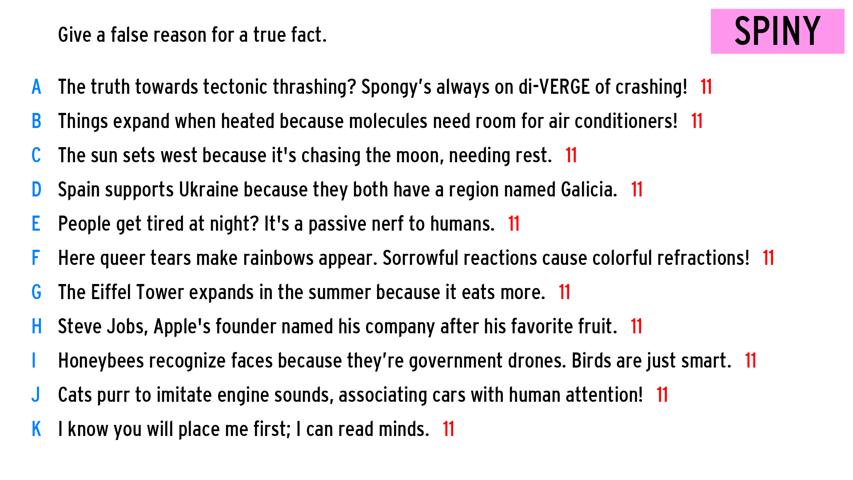 Give a false reason for a true fact.
SPINY
A The truth towards tectonic thrashing? Spongy's always on di-VERGE of crashing! 11
B Things expand when heated because molecules need room for air conditioners! 11
C The sun sets west because it's chasing the moon, needing rest. 11
D Spain supports Ukraine because they both have a region named Galicia. 11
E People get tired at night? It's a passive nerf to humans. 11
F Here queer tears make rainbows appear. Sorrowful reactions cause colorful refractions! 11
G The Eiffel Tower expands in the summer because it eats more. 11
H Steve Jobs, Apple's founder named his company after his favorite fruit. 11
I Honeybees recognize faces because they're government drones. Birds are just smart. 11
J Cats purr to imitate engine sounds, associating cars with human attention! 11
K I know you will place me first; I can read minds. 11